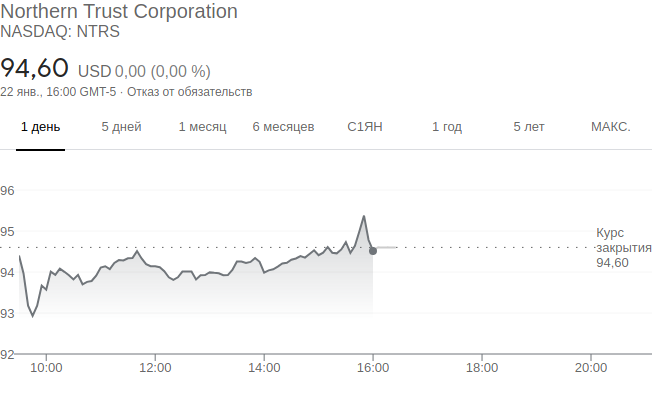 Northern Trust Corporation
NASDAQ: NTRS
94,60 USD 0,00 (0,00 %)
22 янв., 16:00 GMT-5 · Отказ от обязательств
1 день 5 дней 1 месяц 6 месяцев С1ЯН 1 год 5 лет МАКС.
96
95
94
93
92
Курс
закрытия
94,60
10:00 12:00 14:00 16:00 18:00 20:00